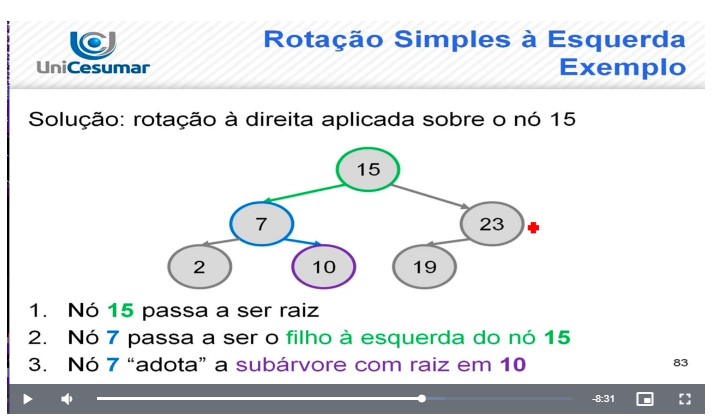 UniCesumar
Rotação Simples à Esquerda
Exemplo
Solução: rotação à direita aplicada sobre o nó 15
15
7
23
2
10
19
1. Nó 15 passa a ser raiz
2. Nó 7 passa a ser o filho à esquerda do nó 15
3. Nó 7 “adota” a subárvore com raiz em 10
83
-8:31